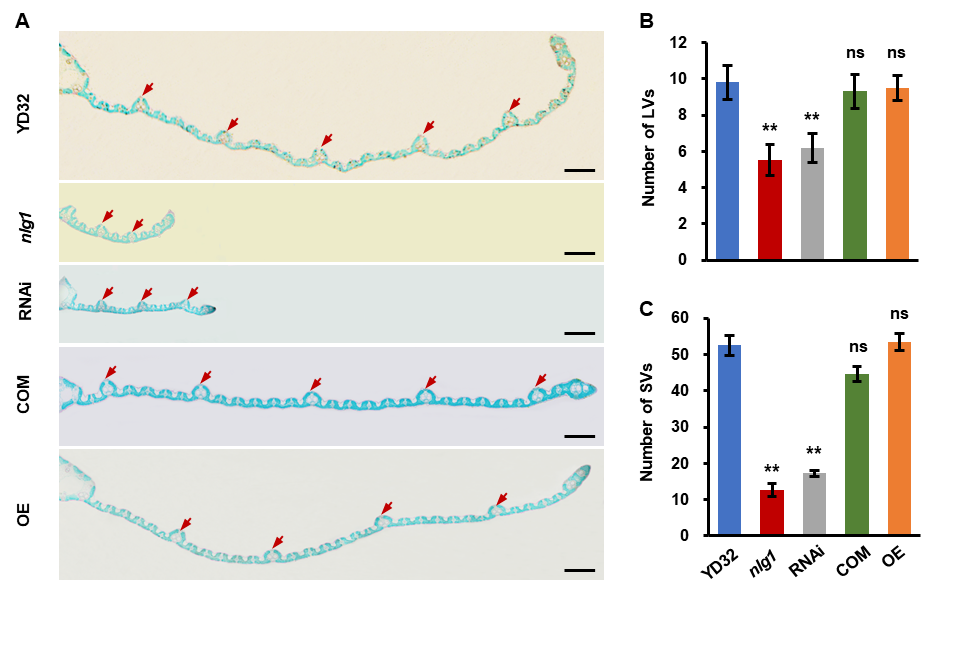 A
YD32
nlg1
RNAi
COM
OE
B
Number of LVs
12
10
8
6
4
2
0
**
**
ns
ns
C
Number of SVs
60
50
40
30
20
10
0
**
**
ns
ns
YD32
nlg1
RNAi
COM
OE